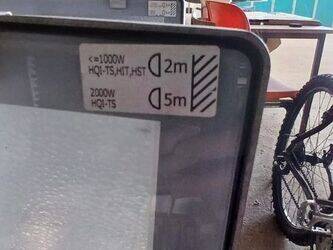 <=1000W
HQI-TS,HIT,HST
2m
2000W
HQI-TS
5m